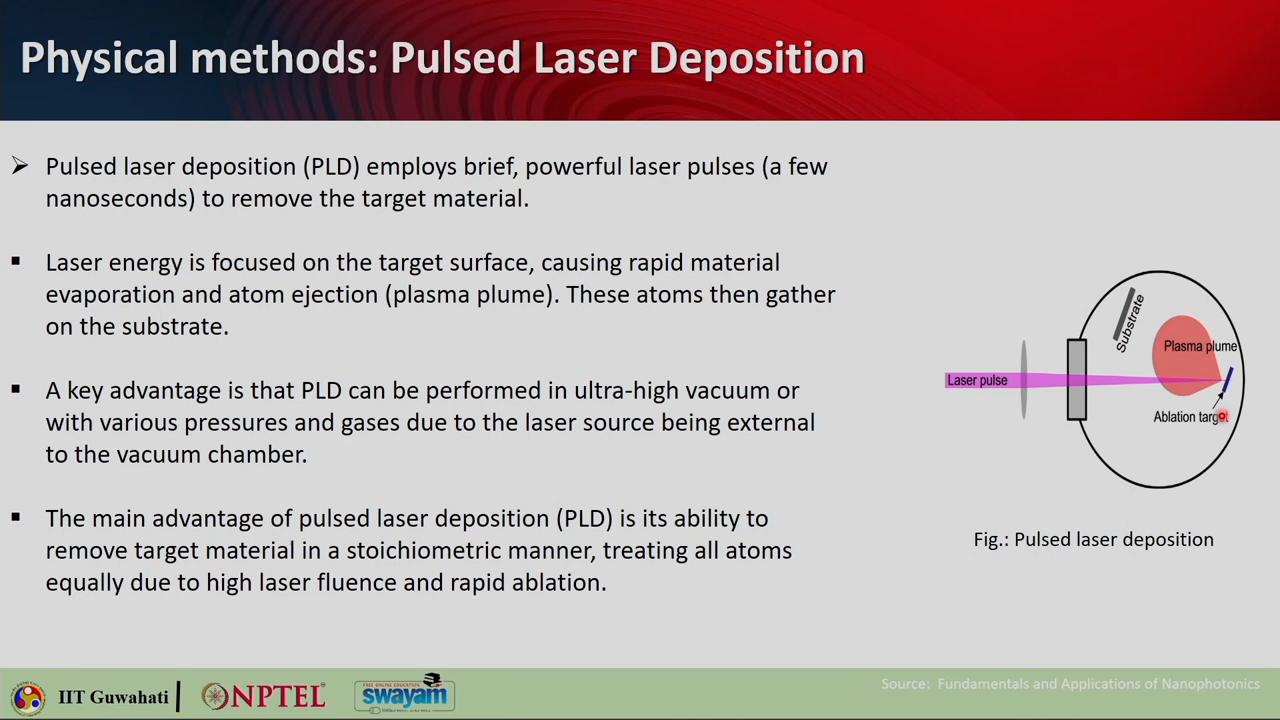 Physical methods: Pulsed Laser Deposition
Pulsed laser deposition (PLD) employs brief, powerful laser pulses (a few
nanoseconds) to remove the target material.
Laser energy is focused on the target surface, causing rapid material
evaporation and atom ejection (plasma plume). These atoms then gather
on the substrate.
A key advantage is that PLD can be performed in ultra-high vacuum or
with various pressures and gases due to the laser source being external
to the vacuum chamber.
The main advantage of pulsed laser deposition (PLD) is its ability to
remove target material in a stoichiometric manner, treating all atoms
equally due to high laser fluence and rapid ablation.
Substrate
Plasma plume
Laser pulse
Ablation target
Fig.: Pulsed laser deposition
IIT Guwahati
NPTEL
FREE ONLINE EDUCATION
swayam
Source: Fundamentals and Applications of Nanophotonics